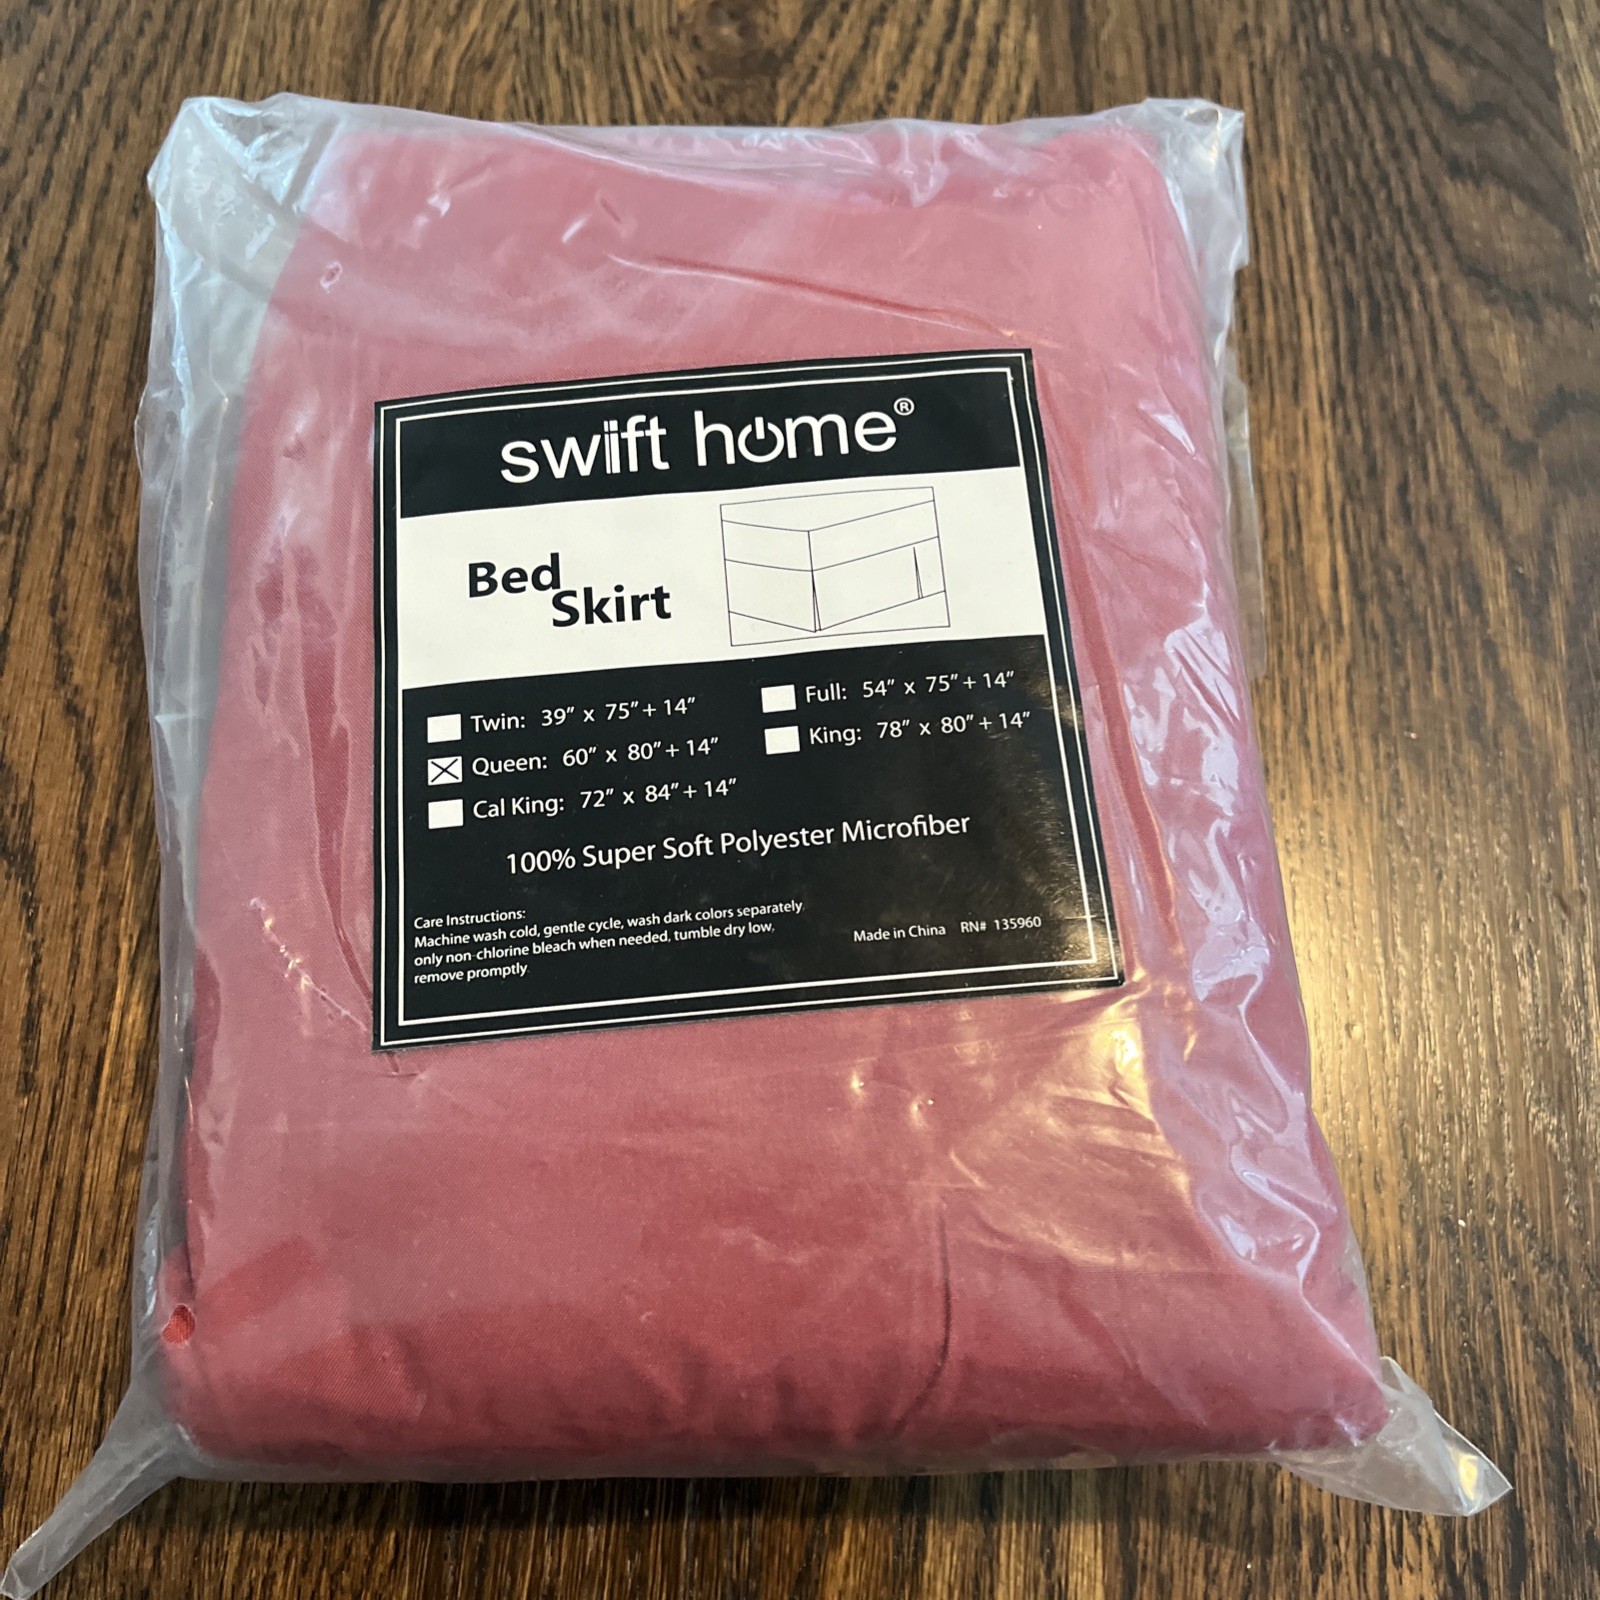 swift home®
Bed
Skirt
Twin: 39" x 75" + 14"
Full: 54" x 75" + 14"
Queen: 60" x 80" + 14"
King: 78" x 80" + 14"
Cal King: 72" x 84" + 14"
100% Super Soft Polyester Microfiber
Care Instructions:
Machine wash cold, gentle cycle, wash dark colors separately.
only non-chlorine bleach when needed, tumble dry low,
remove promptly.
Made in China RN# 135960